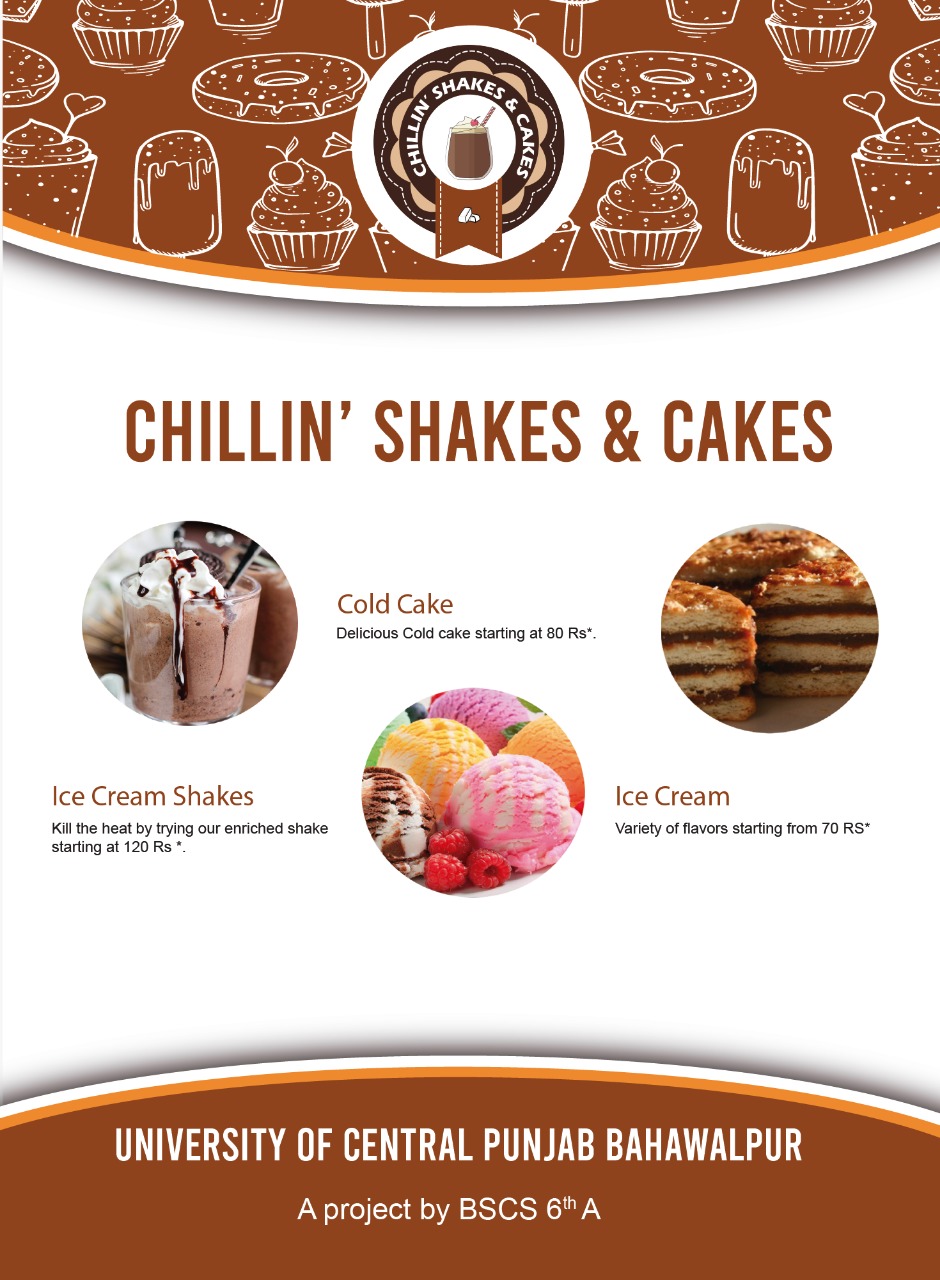 CHILLIN' SHAKES & CAKES
CHILLIN’ SHAKES & CAKES
Cold Cake
Delicious Cold cake starting at 80 Rs*.
Ice Cream Shakes
Kill the heat by trying our enriched shake
starting at 120 Rs *.
Ice Cream
Variety of flavors starting from 70 RS*
UNIVERSITY OF CENTRAL PUNJAB BAHAWALPUR
A project by BSCS 6th A